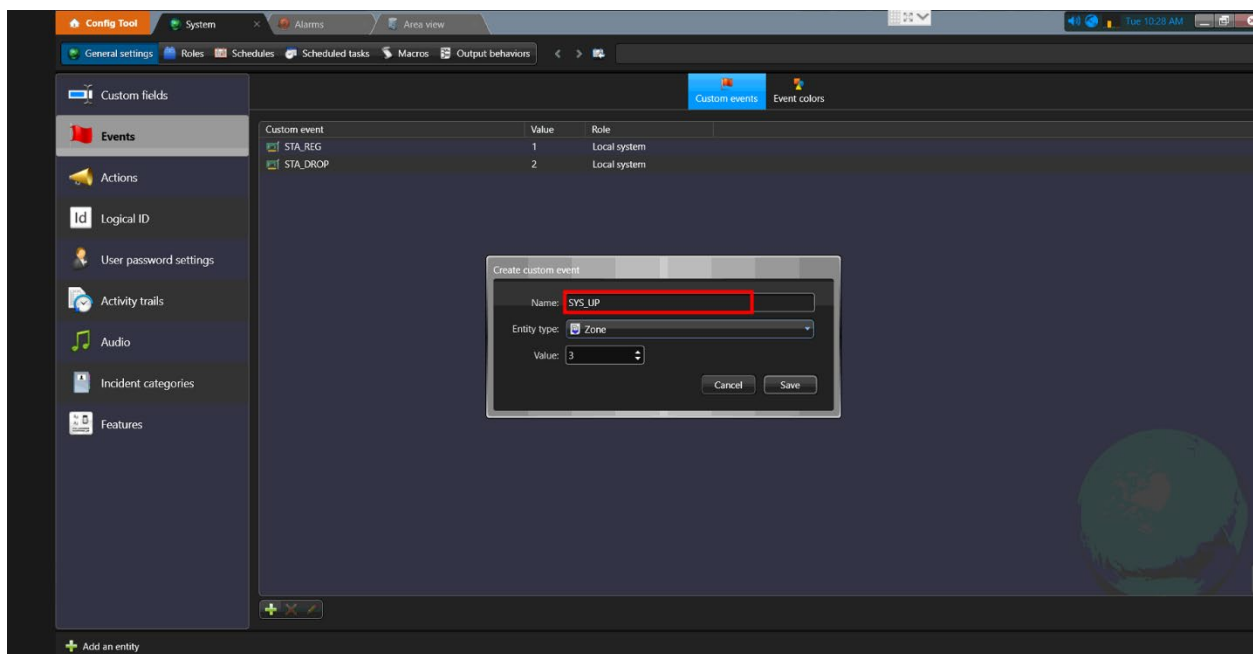 Config Tool System Alarms Area view Tue 10:28 AM
General settings Roles Schedules Scheduled tasks Macros Output behaviors
Custom fields
Events
Actions
Id Logical ID
User password settings
Activity trails
Audio
Incident categories
Features
Custom events Event colors
Custom event Value Role
STA_REG 1 Local system
STA_DROP 2 Local system
Create custom event
Name: SYS_UP
Entity type: Zone
Value: 3
Cancel Save
Add an entity